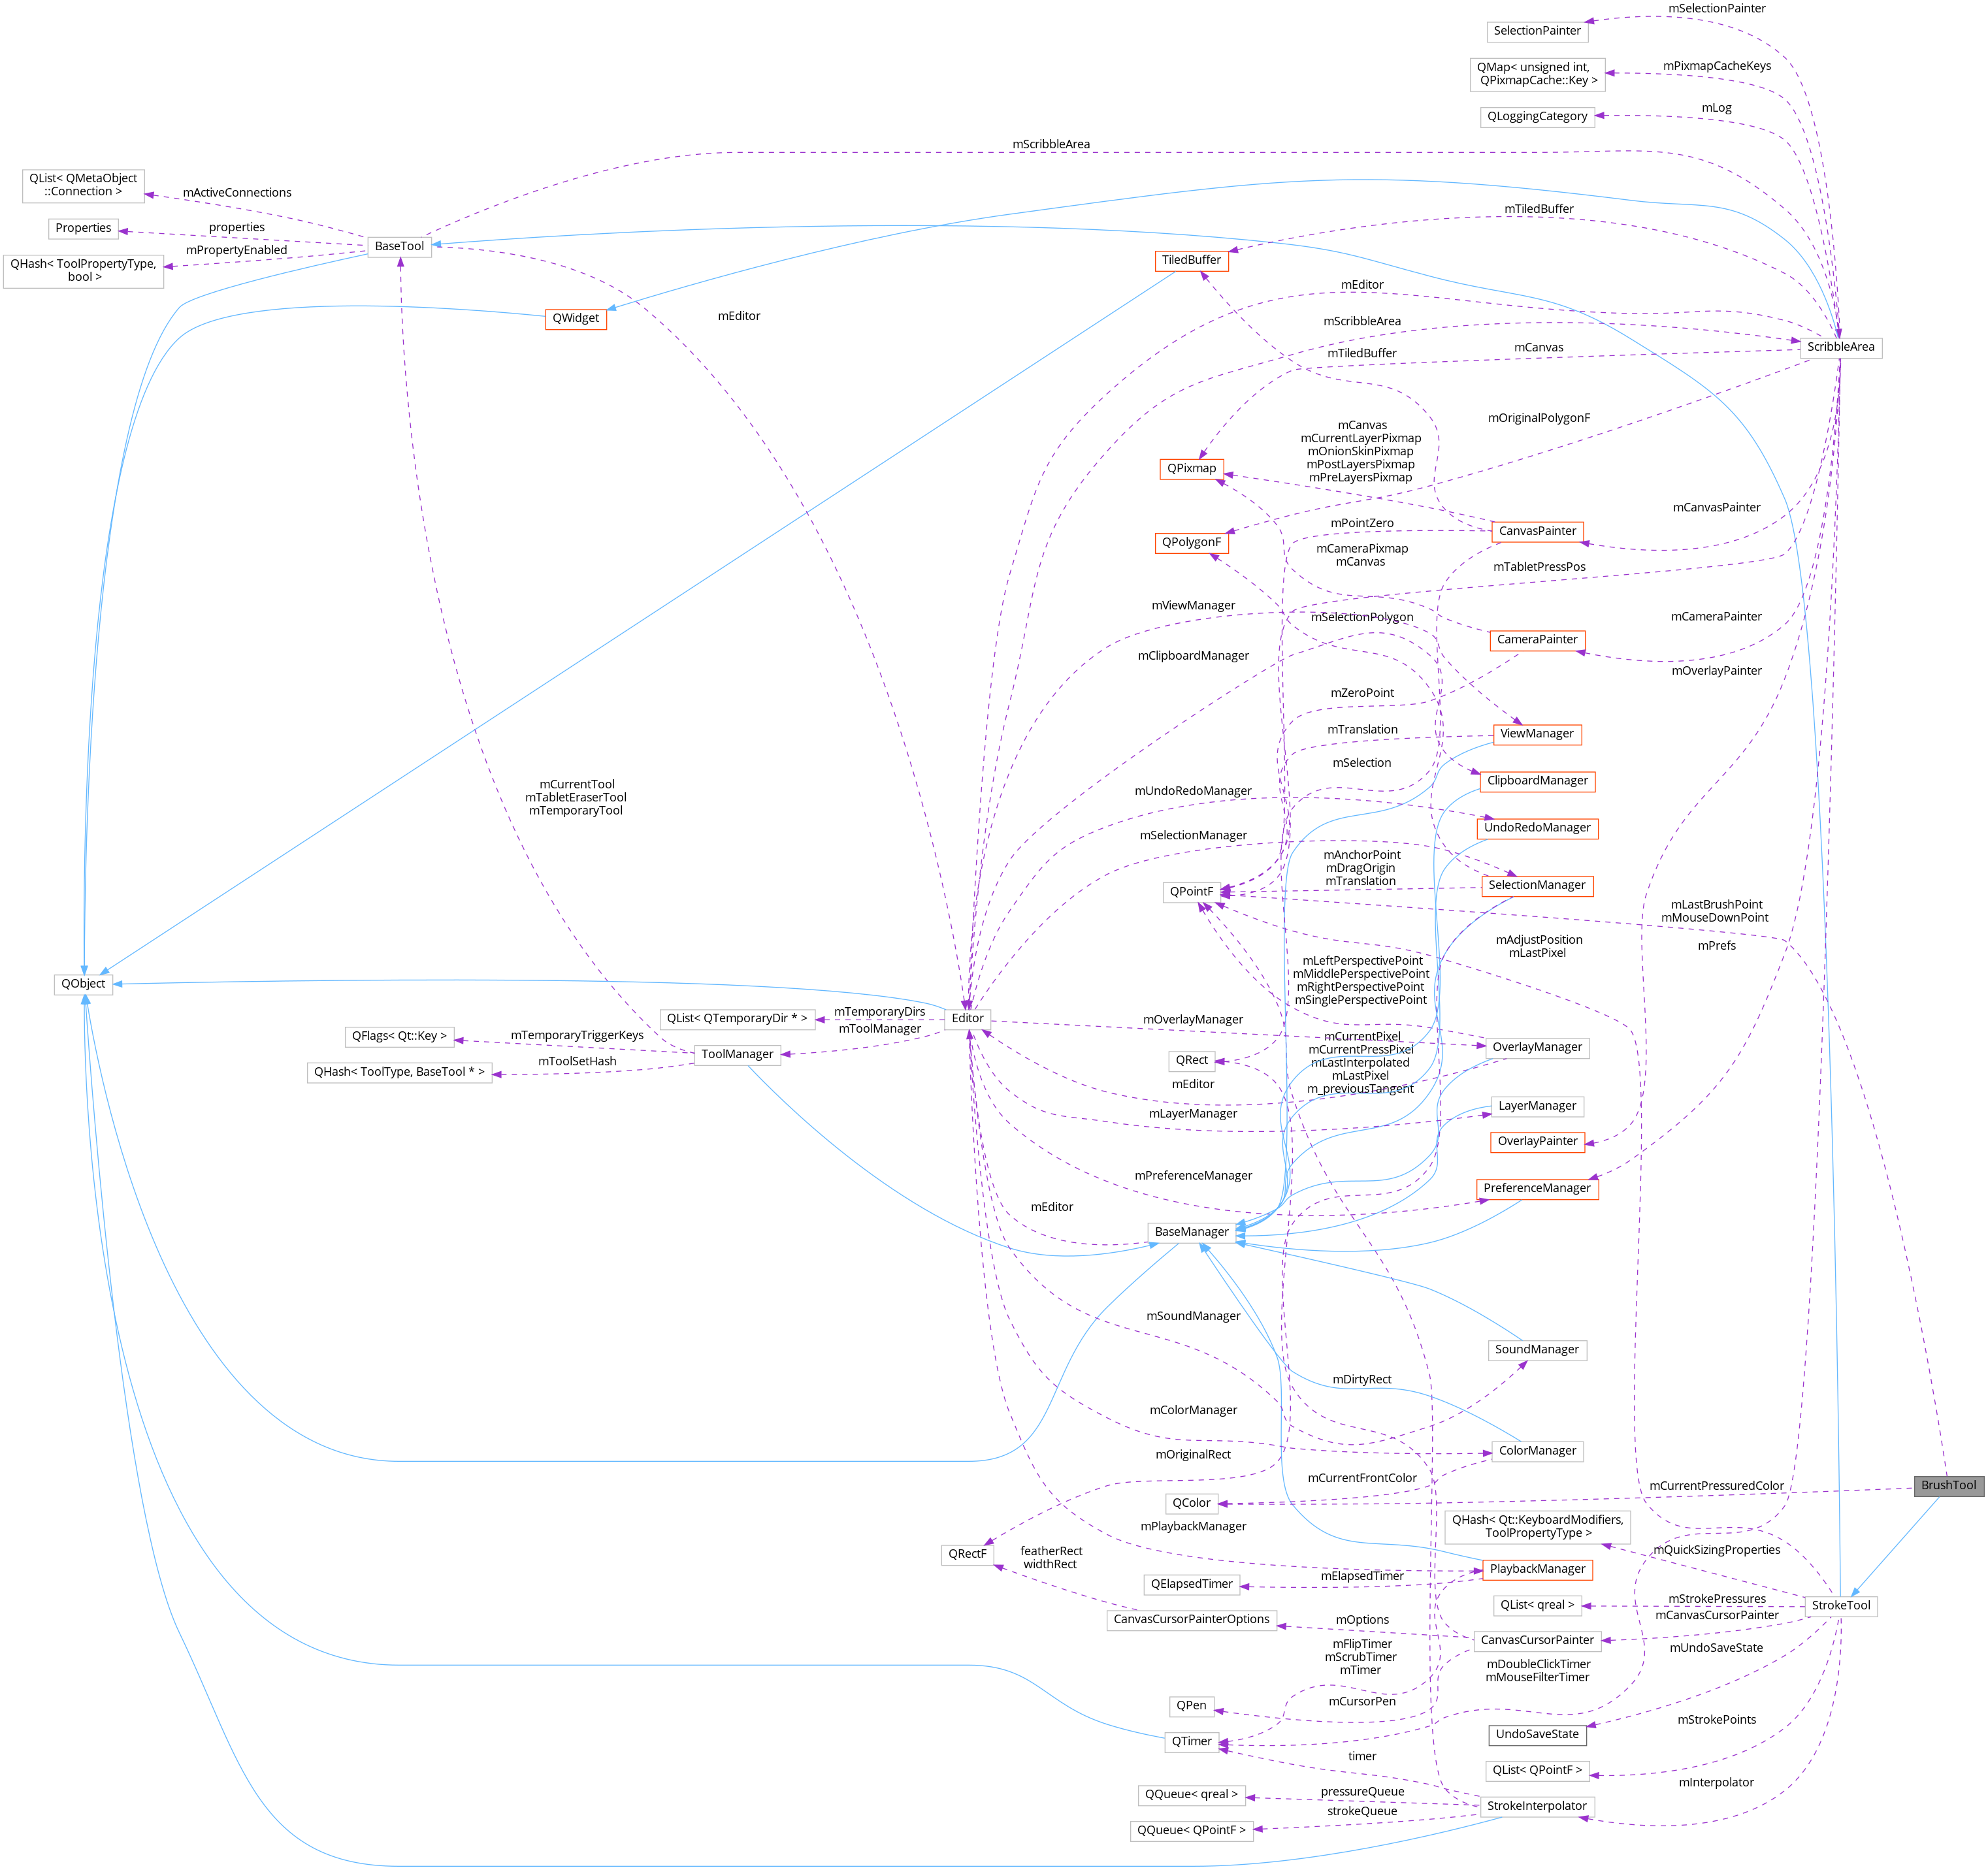 mSelectionPainter
SelectionPainter
QMap< unsigned int,
QPixmapCache::Key >
mPixmapCacheKeys
mLog
QLoggingCategory
mScribbleArea
QList< QMetaObject
::Connection >
mActiveConnections
Properties
properties
mTiledBuffer
BaseTool
mPropertyEnabled
QHash< ToolPropertyType,
bool >
TiledBuffer
mEditor
QWidget
mEditor
mScribbleArea
mTiledBuffer
mCanvas
ScribbleArea
mOriginalPolygonF
mCanvas
mCurrentLayerPixmap
mOnionSkinPixmap
mPostLayersPixmap
mPreLayersPixmap
QPixmap
mCanvasPainter
mPointZero
CanvasPainter
QPolygonF
mCameraPixmap
mCanvas
mTabletPressPos
mViewManager
mSelectionPolygon
mCameraPainter
CameraPainter
mClipboardManager
mOverlayPainter
mZeroPoint
mTranslation
ViewManager
mSelection
ClipboardManager
mCurrentTool
mTabletEraserTool
mTemporaryTool
mUndoRedoManager
UndoRedoManager
mSelectionManager
mAnchorPoint
mDragOrigin
mTranslation
QPointF
SelectionManager
mLastBrushPoint
mMouseDownPoint
mAdjustPosition
mLastPixel
mPrefs
mLeftPerspectivePoint
mMiddlePerspectivePoint
mRightPerspectivePoint
mSinglePerspectivePoint
QObject
QList< QTemporaryDir * >
mTemporaryDirs
Editor
mOverlayManager
QFlags< Qt::Key >
mTemporaryTriggerKeys
mToolManager
ToolManager
mCurrentPixel
mCurrentPressPixel
mLastInterpolated
mLastPixel
m_previousTangent
OverlayManager
QRect
QHash< ToolType, BaseTool * >
mToolSetHash
mEditor
mLayerManager
LayerManager
OverlayPainter
mPreferenceManager
PreferenceManager
mEditor
BaseManager
mSoundManager
SoundManager
mDirtyRect
mColorManager
mOriginalRect
ColorManager
mCurrentFrontColor
mCurrentPressuredColor
BrushTool
QColor
QHash< Qt::KeyboardModifiers,
ToolPropertyType >
mPlaybackManager
QRectF
featherRect
widthRect
mQuickSizingProperties
PlaybackManager
mElapsedTimer
QElapsedTimer
QList< qreal >
mStrokePressures
StrokeTool
CanvasCursorPainterOptions
mOptions
mCanvasCursorPainter
CanvasCursorPainter
mFlipTimer
mScrubTimer
mTimer
mUndoSaveState
mDoubleClickTimer
mMouseFilterTimer
QPen
mCursorPen
mStrokePoints
UndoSaveState
QTimer
timer
QList< QPointF >
mInterpolator
QQueue< qreal >
pressureQueue
StrokeInterpolator
strokeQueue
QQueue< QPointF >